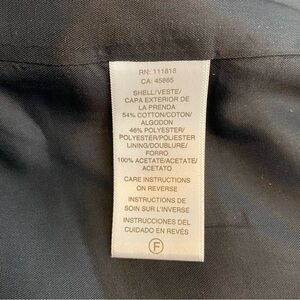 RN: 111818
CA: 45865
SHELL/VESTE/
CAPA EXTERIOR DE
LA PRENDA
54% COTTON/COTON/
ALGODON
46% POLYESTER/
POLYESTER/POLIESTER
LINING/DOUBLURE/
FORRO
100% ACETATE/ACETATE/
ACETATO
CARE INSTRUCTIONS
ON REVERSE
INSTRUCTIONS DE
SOIN SUR L'INVERSE
INSTRUCCIONES DEL
CUIDADO EN REVÉS
F